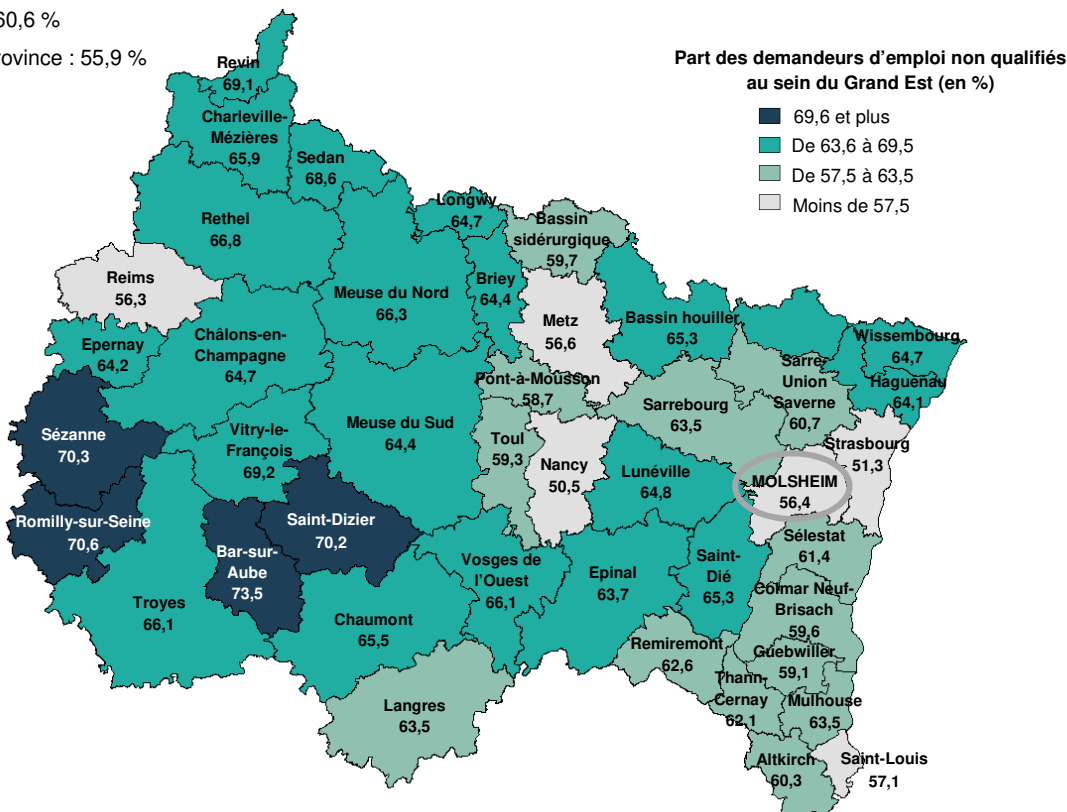 60,6 %
rovince : 55,9 %
Part des demandeurs d'emploi non qualifiés
au sein du Grand Est (en %)
69,6 et plus
De 63,6 à 69,5
De 57,5 à 63,5
Moins de 57,5
Revin
69,1
Charleville-
Mézières
65,9
Sedan
68,6
Rethel
66,8
Longwy
64,7
Bassin
sidérurgique
59,7
Reims
56,3
Meuse du Nord
66,3
Briey
64,4
Metz
56,6
Bassin houiller
65,3
Wissembourg
64,7
Epernay
64,2
Châlons-en-
Champagne
64,7
Pont-à-Mousson
58,7
Sarrebourg
63,5
Sarre-
Union
Saverne
60,7
Haguenau
64,1
Sézanne
70,3
Vitry-le-
François
69,2
Meuse du Sud
64,4
Toul
59,3
Nancy
50,5
Lunéville
64,8
MOLSHEIM
56,4
Strasbourg
51,3
Romilly-sur-Seine
70,6
Bar-sur-
Aube
73,5
Saint-Dizier
70,2
Vosges de
l'Ouest
66,1
Epinal
63,7
Saint-
Dié
65,3
Sélestat
61,4
Troyes
66,1
Chaumont
65,5
Colmar Neuf-
Brisach
59,6
Remiremont
62,6
Guebwiller
59,1
Thann-
Cernay
62,1
Mulhouse
63,5
Langres
63,5
Altkirch
60,3
Saint-Louis
57,1